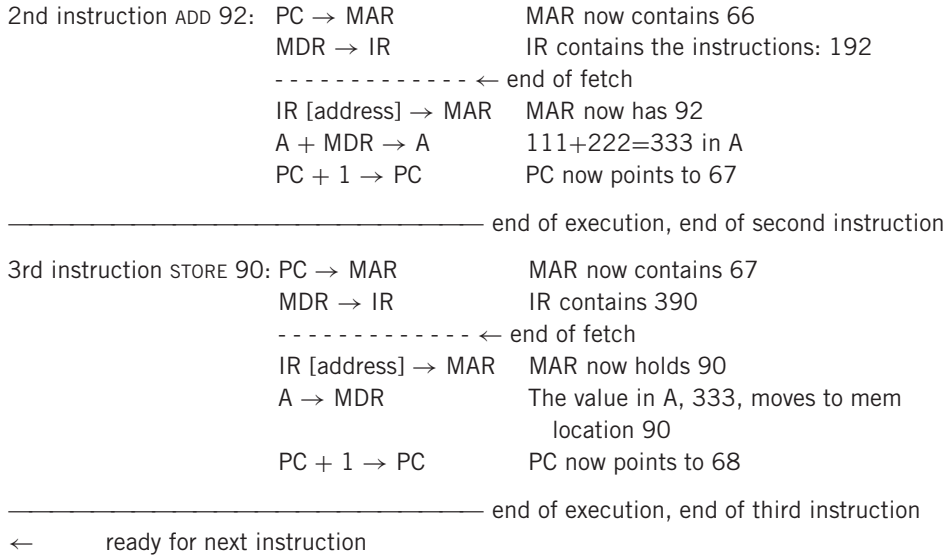 2nd instruction ADD 92: PC → MAR MAR now contains 66
MDR → IR IR contains the instructions: 192
- - - - - - - - - - - - - ← end of fetch
IR [address] → MAR MAR now has 92
A + MDR → A 111+222=333 in A
PC + 1 → PC PC now points to 67
——————————————————————— end of execution, end of second instruction
3rd instruction STORE 90: PC → MAR MAR now contains 67
MDR → IR IR contains 390
- - - - - - - - - - - - - ← end of fetch
IR [address] → MAR MAR now holds 90
A → MDR The value in A, 333, moves to mem
location 90
PC + 1 → PC PC now points to 68
——————————————————————— end of execution, end of third instruction
← ready for next instruction